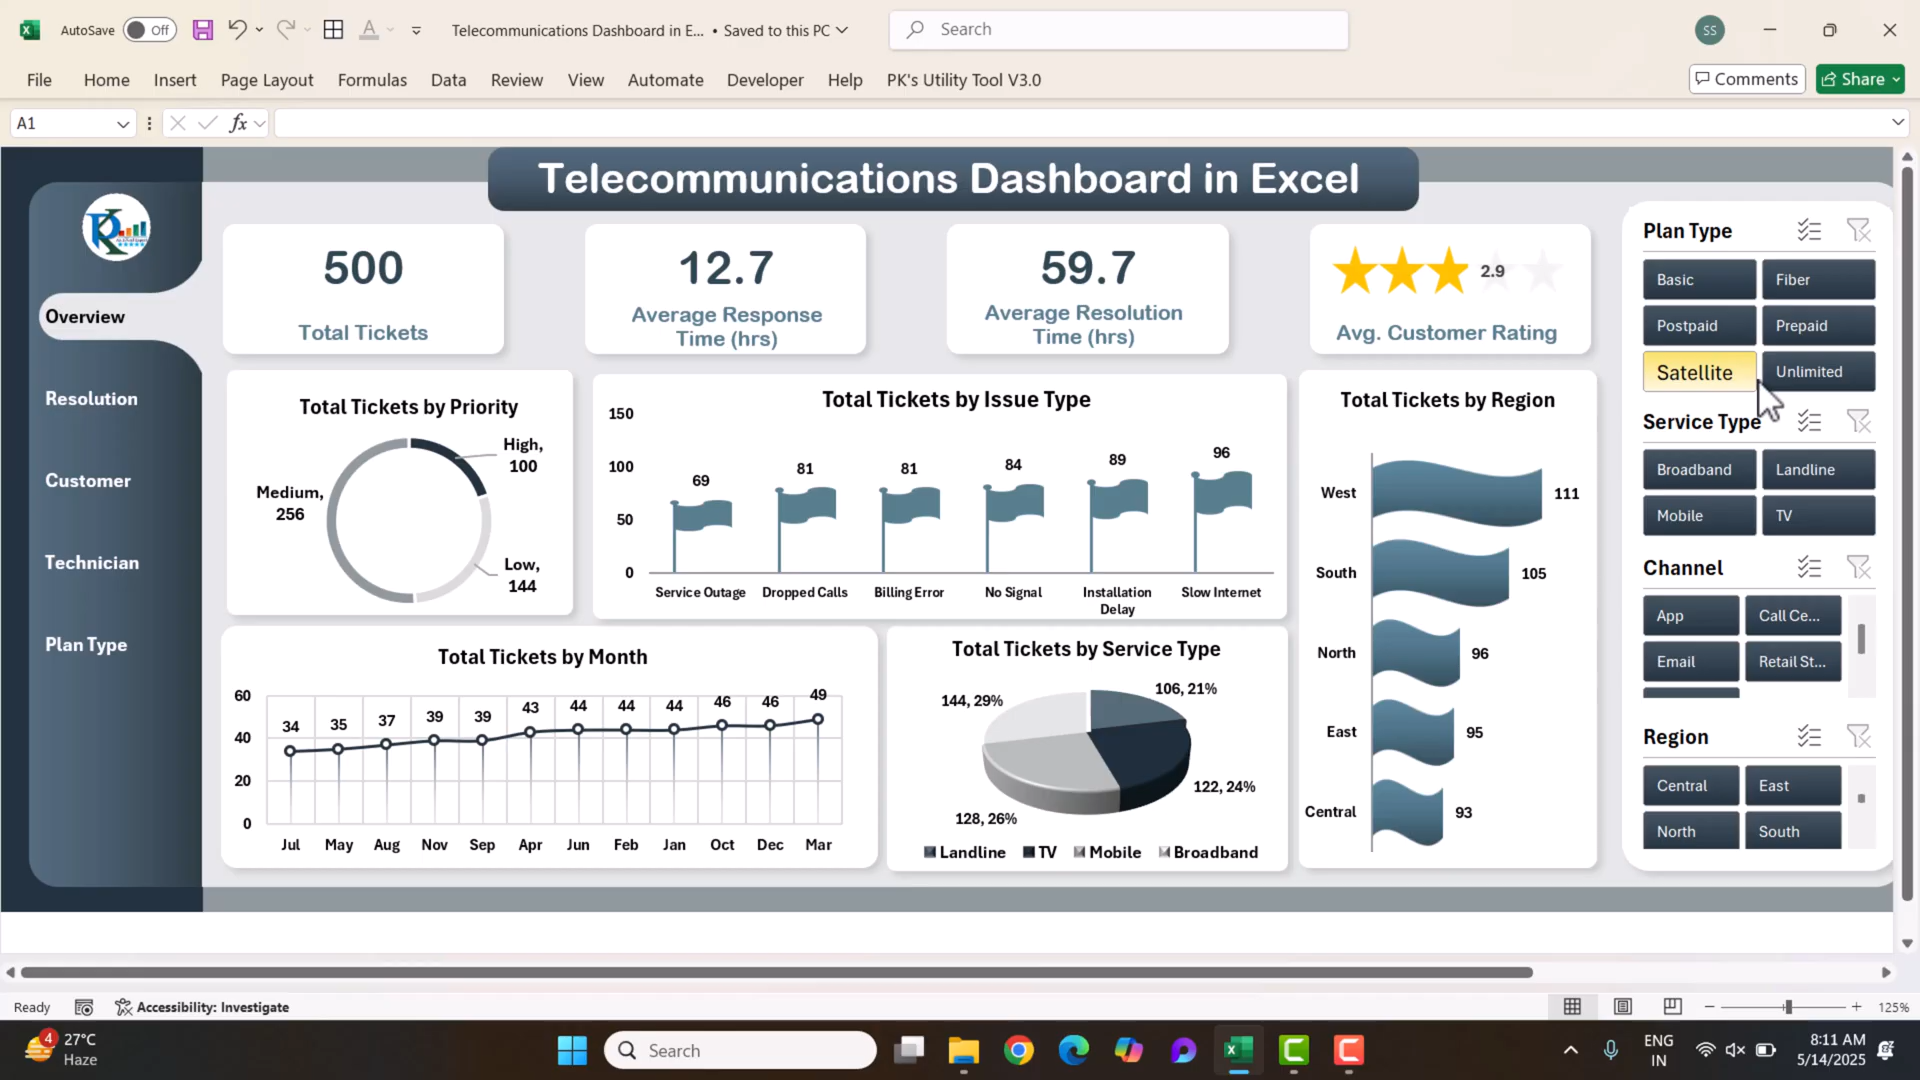 AutoSave Off
Telecommunications Dashboard in E... • Saved to this PC
Search
SS
File Home Insert Page Layout Formulas Data Review View Automate Developer Help PK's Utility Tool V3.0
Comments
Share
A1
fx
Telecommunications Dashboard in Excel
Overview
Resolution
Customer
Technician
Plan Type
500
Total Tickets
12.7
Average Response
Time (hrs)
59.7
Average Resolution
Time (hrs)
2.9
Avg. Customer Rating
Total Tickets by Priority
High,
100
Medium,
256
Low,
144
Total Tickets by Issue Type
150
100
50
0
69
81
81
84
89
96
Service Outage
Dropped Calls
Billing Error
No Signal
Installation
Delay
Slow Internet
Total Tickets by Region
West 111
South 105
North 96
East 95
Central 93
Total Tickets by Month
60
40
20
0
34 35 37 39 39 43 44 44 44 46 46 49
Jul May Aug Nov Sep Apr Jun Feb Jan Oct Dec Mar
Total Tickets by Service Type
144, 29%
106, 21%
122, 24%
128, 26%
Landline TV Mobile Broadband
Plan Type
Basic Fiber
Postpaid Prepaid
Satellite Unlimited
Service Type
Broadband Landline
Mobile TV
Channel
App Call Ce...
Email Retail St...
Region
Central East
North South
Ready
Accessibility: Investigate
125%
4
27°C
Haze
Search
ENG
IN
8:11 AM
5/14/2025